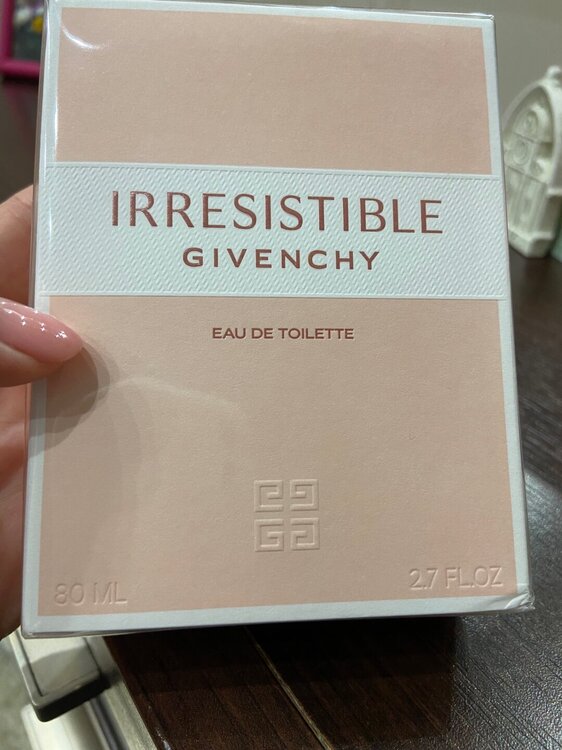 IRRESISTIBLE
GIVENCHY
EAU DE TOILETTE
80 ML
2.7 FL.OZ